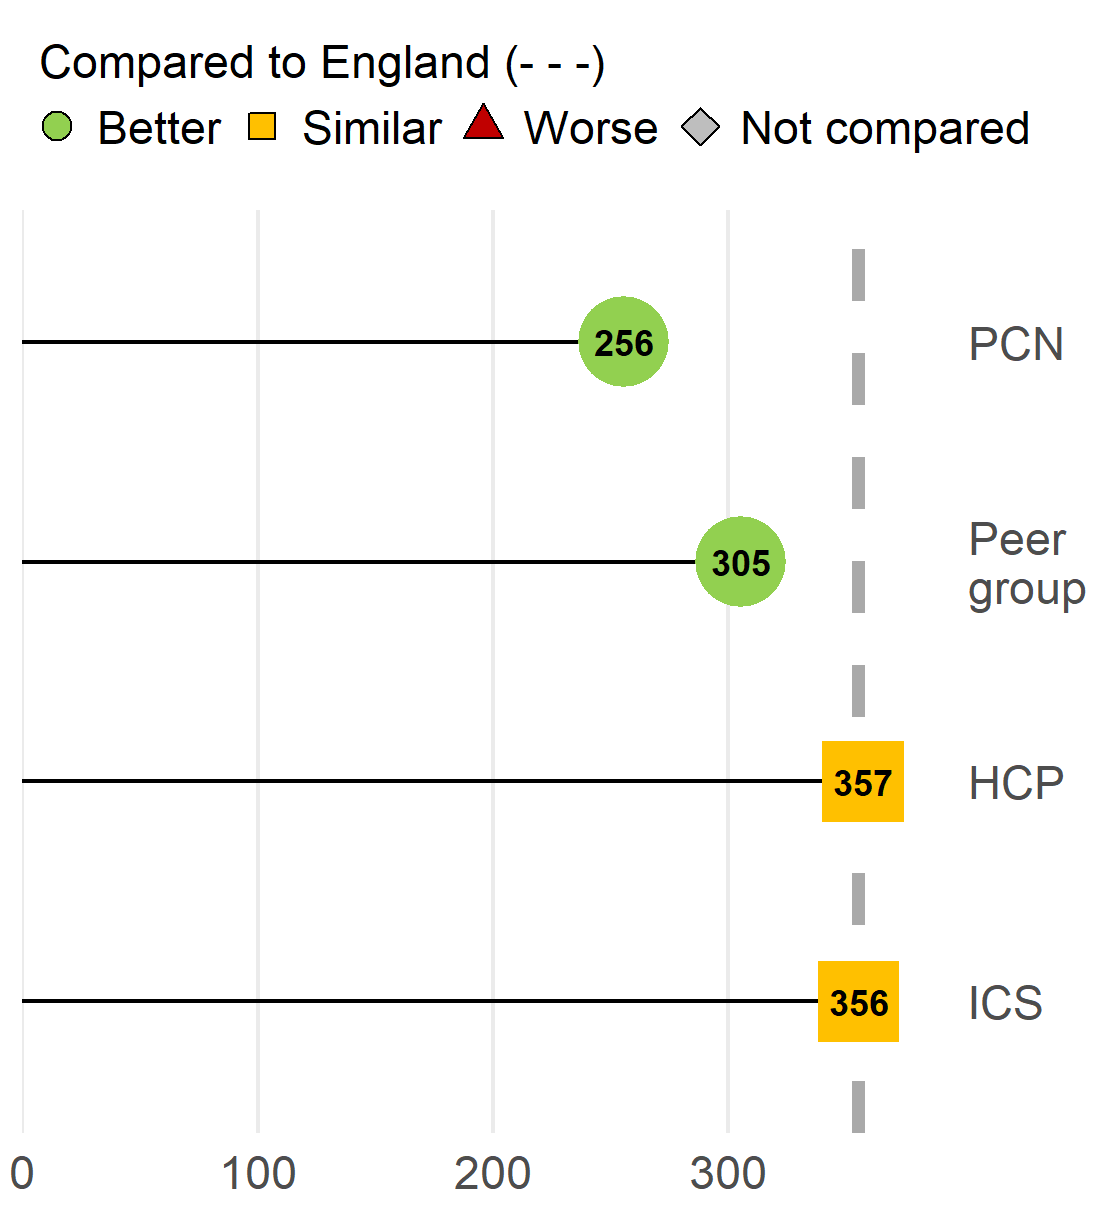 Compared to England (- - -)
Better Similar Worse Not compared
256
PCN
305
Peer
group
357
HCP
356
ICS
0 100 200 300